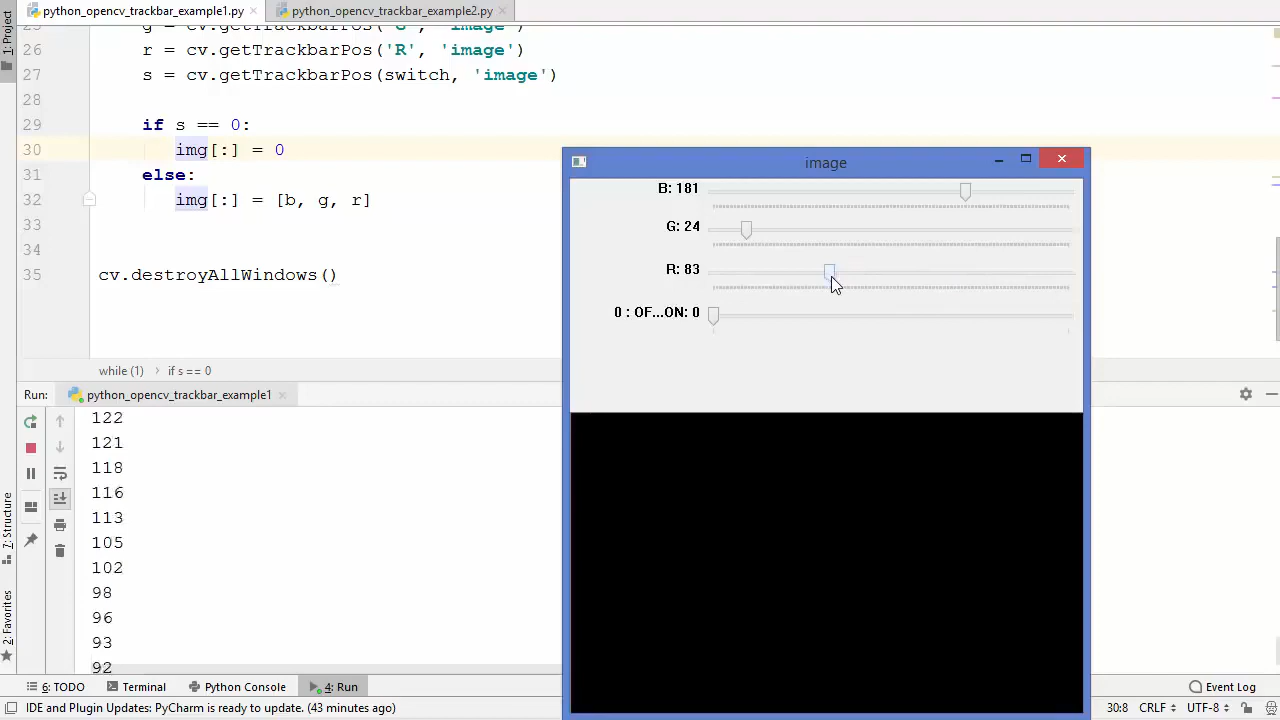 python_opencv_trackbar_example1.py
python_opencv_trackbar_example2.py
1: Project
25 g = cv.getTrackbarPos('G', 'image')
26 r = cv.getTrackbarPos('R', 'image')
27 s = cv.getTrackbarPos(switch, 'image')
28
29 if s == 0:
30 img[:] = 0
31 else:
32 img[:] = [b, g, r]
33
34
35 cv.destroyAllWindows()
while (1) › if s == 0
image
B: 181
G: 24
R: 83
0 : OF...ON: 0
Run: python_opencv_trackbar_example1
122
121
118
116
113
105
102
98
96
93
92
7: Structure
2: Favorites
6: TODO Terminal Python Console 4: Run Event Log
IDE and Plugin Updates: PyCharm is ready to update. (43 minutes ago) 30:8 CRLF UTF-8